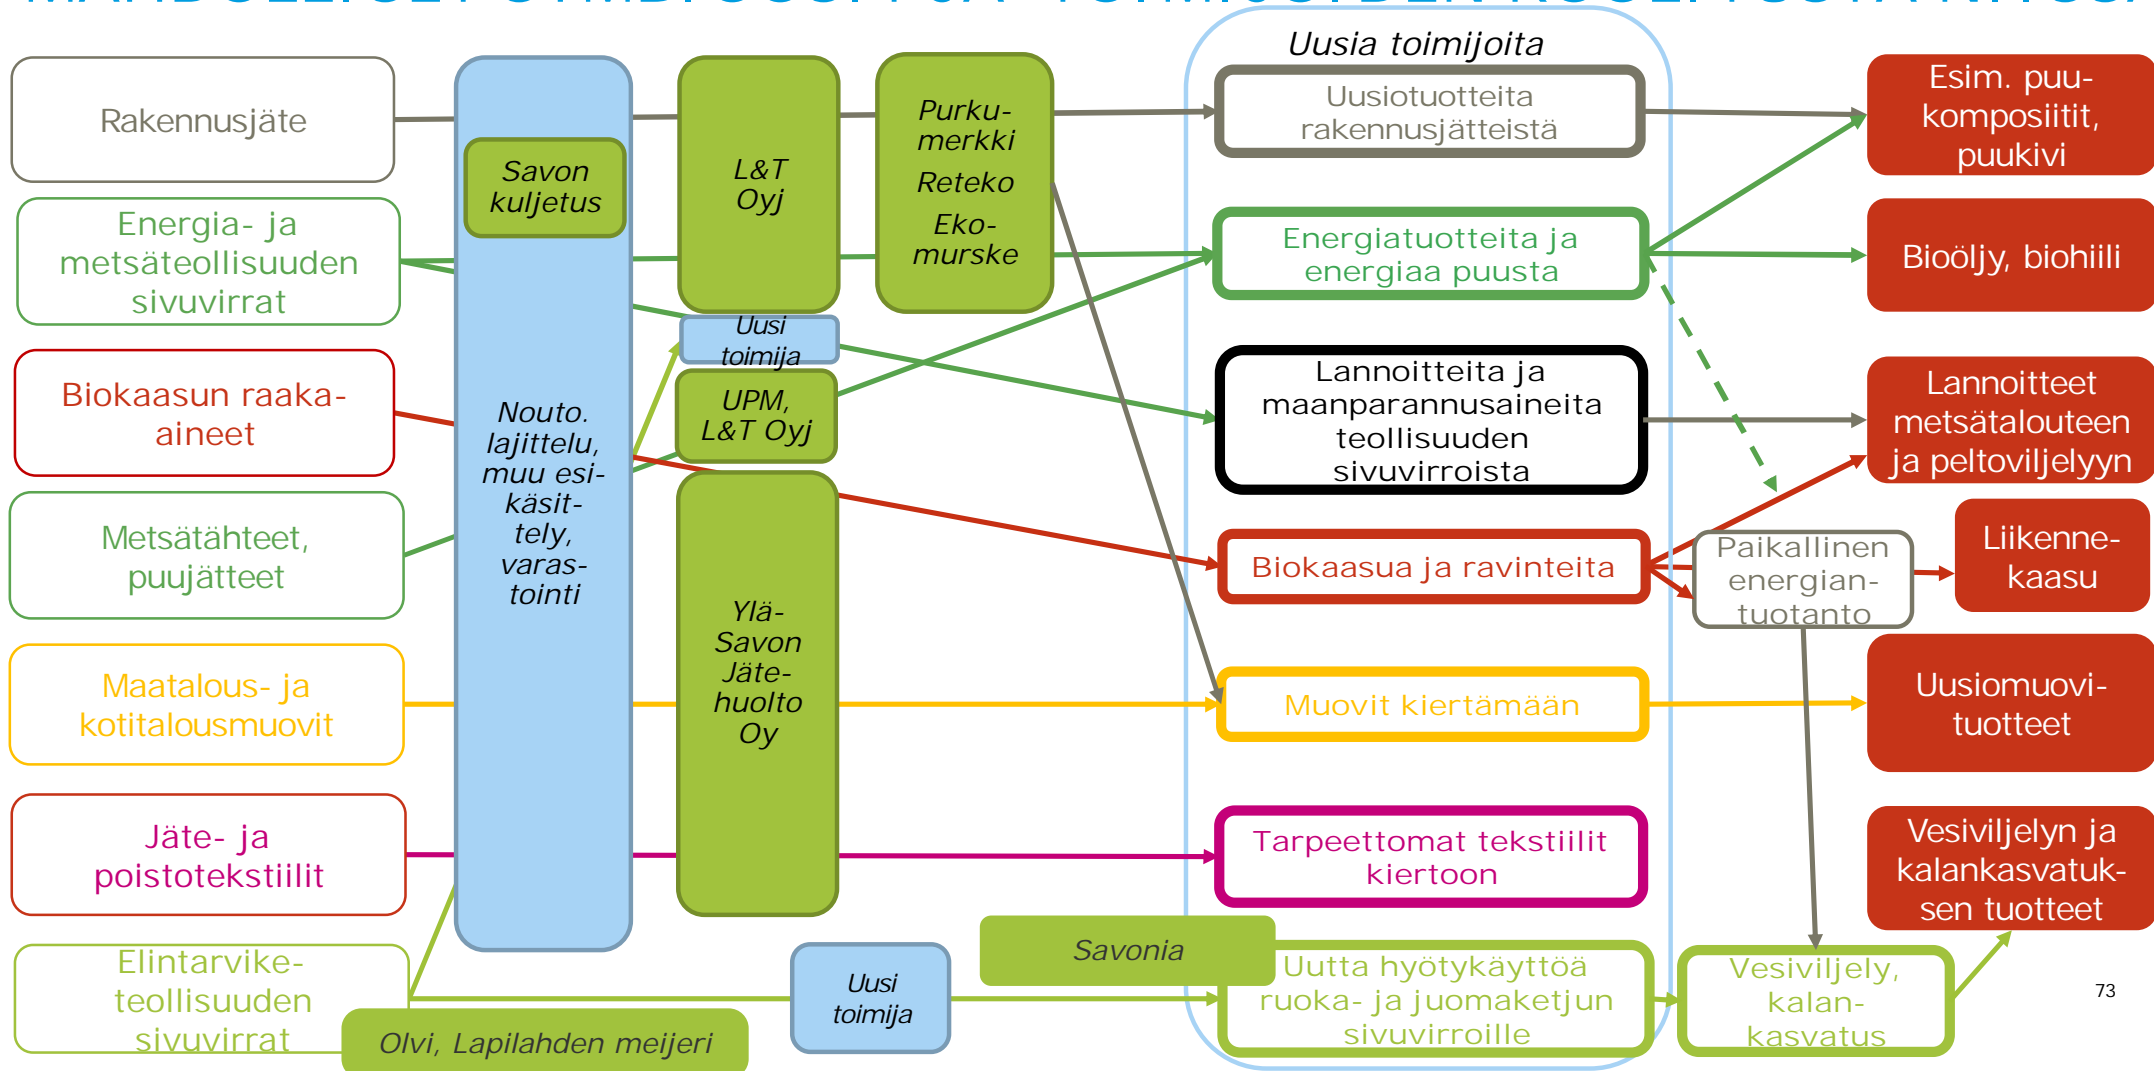 Uusia toimijoita
Rakennusjäte
Energia- ja
metsäteollisuuden
sivuvirrat
Biokaasun raaka-
aineet
Metsätähteet,
puujätteet
Maatalous- ja
kotitalousmuovit
Jäte- ja
poistotekstiilit
Elintarvike-
teollisuuden
sivuvirrat
Olvi, Lapilahden meijeri
Savon
kuljetus
Nouto.
lajittelu,
muu esi-
käsit-
tely,
varas-
tointi
L&T
Oyj
Uusi
toimija
UPM,
L&T Oyj
Ylä-
Savon
Jäte-
huolto
Oy
Purku-
merkki
Reteko
Eko-
murske
Uusi
toimija
Savonia
Uusiotuotteita
rakennusjätteistä
Energiatuotteita ja
energiaa puusta
Lannoitteita ja
maanparannusaineita
teollisuuden
sivuvirroista
Biokaasua ja ravinteita
Muovit kiertämään
Tarpeettomat tekstiilit
kiertoon
Uutta hyötykäyttöä
ruoka- ja juomaketjun
sivuvirroille
Paikallinen
energian-
tuotanto
Vesiviljely,
kalan-
kasvatus
Esim. puu-
komposiitit,
puukivi
Bioöljy, biohiili
Lannoitteet
metsätalouteen
ja peltoviljelyyn
Liikenne-
kaasu
Uusiomuovi-
tuotteet
Vesiviljelyn ja
kalankasvatuk-
sen tuotteet
73